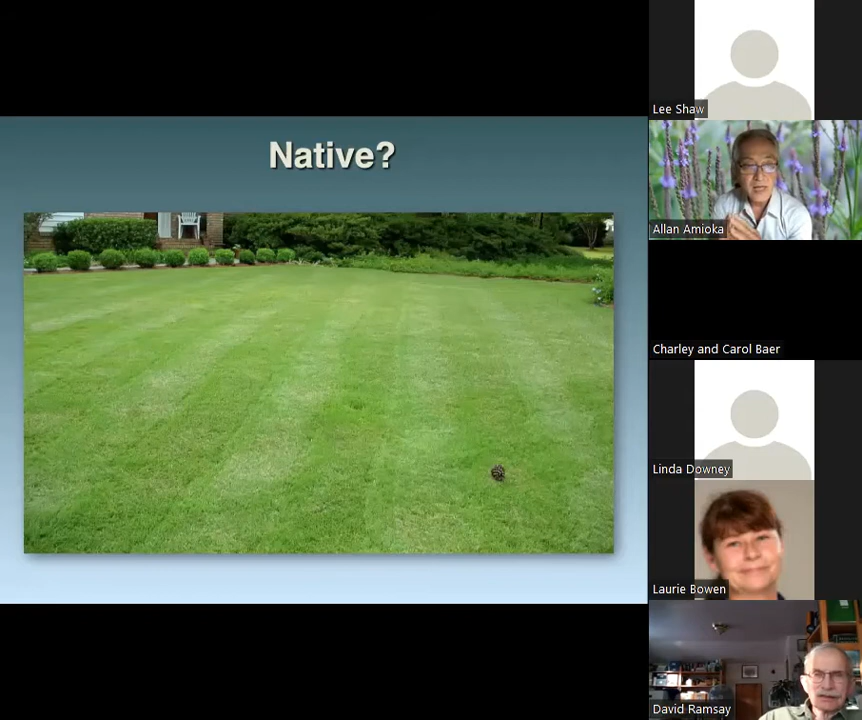 Native?
Lee Shaw
Allan Amioka
Charley and Carol Baer
Linda Downey
Laurie Bowen
David Ramsay